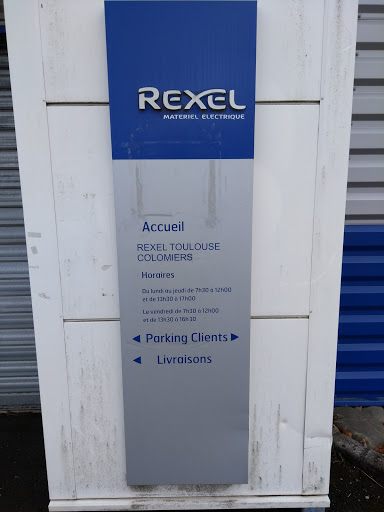 REXEL
MATERIEL ELECTRIQUE
Accueil
REXEL TOULOUSE
COLOMIERS
Horaires
Du lundi au jeudi de 7h30 à 12h00
et de 13h30 à 17h00
Le vendredi de 7h30 à 12h00
et de 13h30 à 16h30
Parking Clients
Livraisons